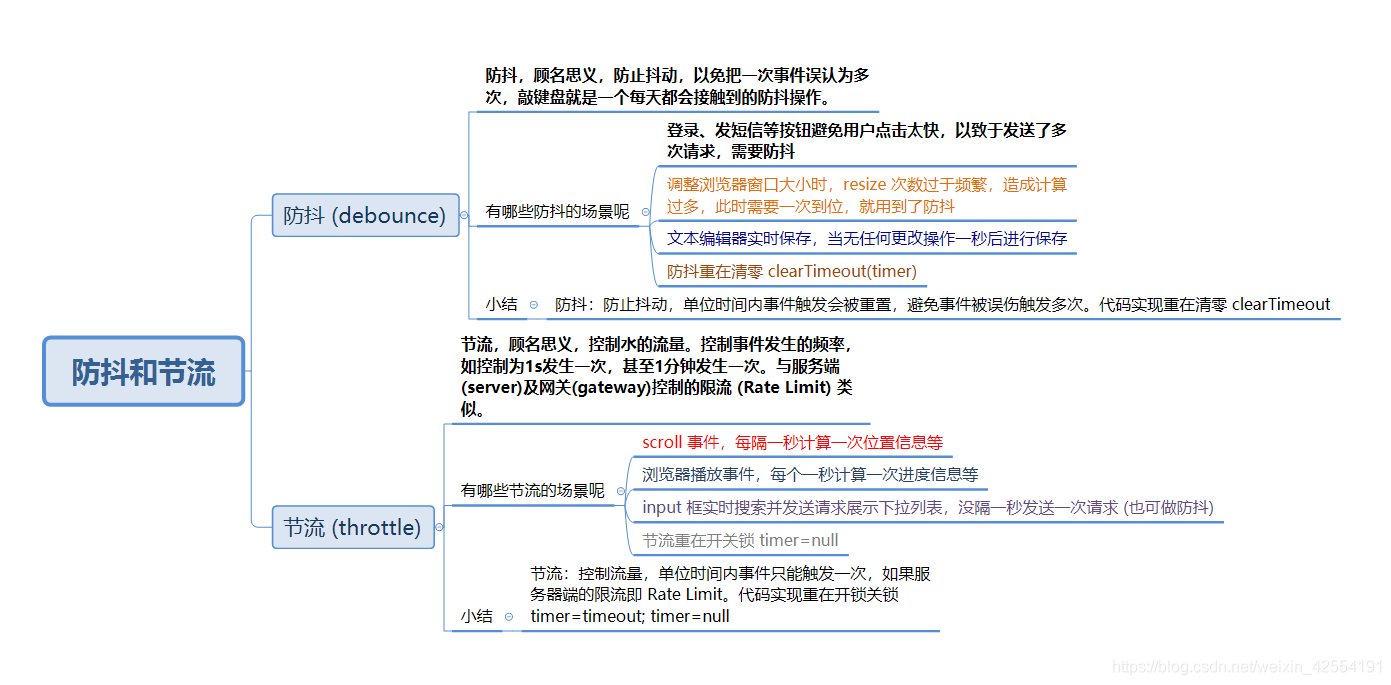 防抖和节流
防抖 (debounce)
防抖，顾名思义，防止抖动，以免把一次事件误认为多
次，敲键盘就是一个每天都会接触到的防抖操作。
有哪些防抖的场景呢
登录、发短信等按钮避免用户点击太快，以致于发送了多
次请求，需要防抖
调整浏览器窗口大小时，resize 次数过于频繁，造成计算
过多，此时需要一次到位，就用到了防抖
文本编辑器实时保存，当无任何更改操作一秒后进行保存
防抖重在清零 clearTimeout(timer)
小结
防抖：防止抖动，单位时间内事件触发会被重置，避免事件被误伤触发多次。代码实现重在清零 clearTimeout
节流 (throttle)
节流，顾名思义，控制水的流量。控制事件发生的频率，
如控制为1s发生一次，甚至1分钟发生一次。与服务端
(server)及网关(gateway)控制的限流 (Rate Limit) 类
似。
有哪些节流的场景呢
scroll 事件，每隔一秒计算一次位置信息等
浏览器播放事件，每个一秒计算一次进度信息等
input 框实时搜索并发送请求展示下拉列表，没隔一秒发送一次请求 (也可做防抖)
节流重在开关锁 timer=null
小结
节流：控制流量，单位时间内事件只能触发一次，如果服
务器端的限流即 Rate Limit。代码实现重在开锁关锁
timer=timeout; timer=null
https://blog.csdn.net/weixin_42554191